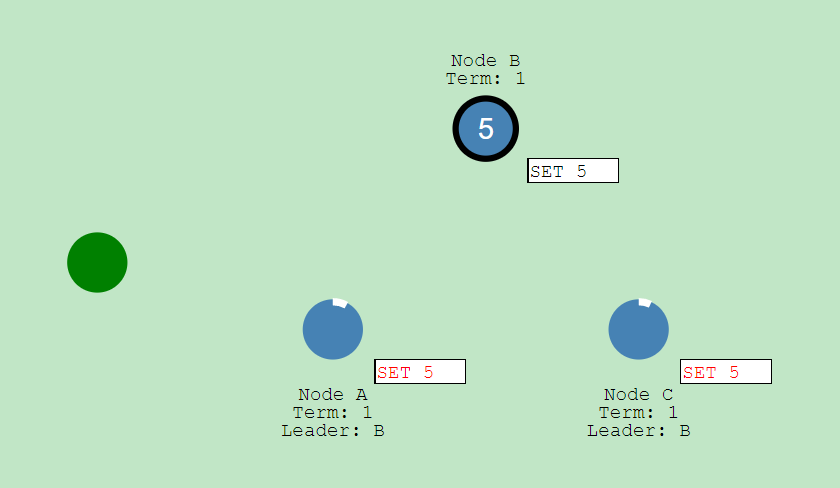 Node B
Term: 1
5
SET 5
SET 5
Node A
Term: 1
Leader: B
SET 5
Node C
Term: 1
Leader: B